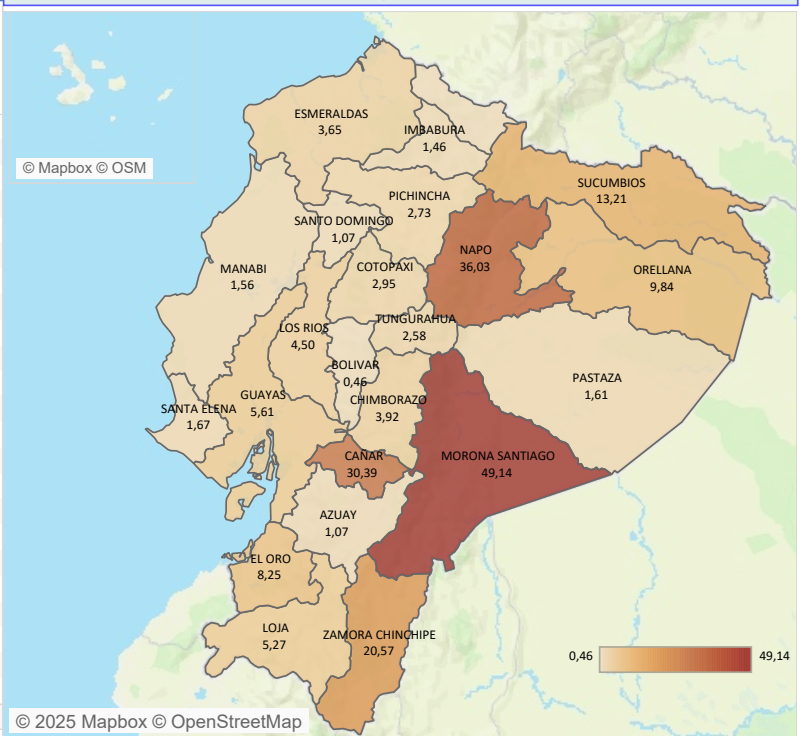 © Mapbox © OSM
ESMERALDAS
3,65
IMBABURA
1,46
SUCUMBIOS
13,21
PICHINCHA
2,73
SANTO DOMINGO
1,07
NAPO
36,03
MANABI
1,56
COTOPAXI
2,95
ORELLANA
9,84
LOS RIOS
4,50
TUNGURAHUA
2,58
BOLIVAR
0,46
PASTAZA
1,61
GUAYAS
5,61
CHIMBORAZO
3,92
SANTA ELENA
1,67
CAÑAR
30,39
MORONA SANTIAGO
49,14
AZUAY
1,07
EL ORO
8,25
LOJA
5,27
ZAMORA CHINCHIPE
20,57
0,46
49,14
© 2025 Mapbox © OpenStreetMap